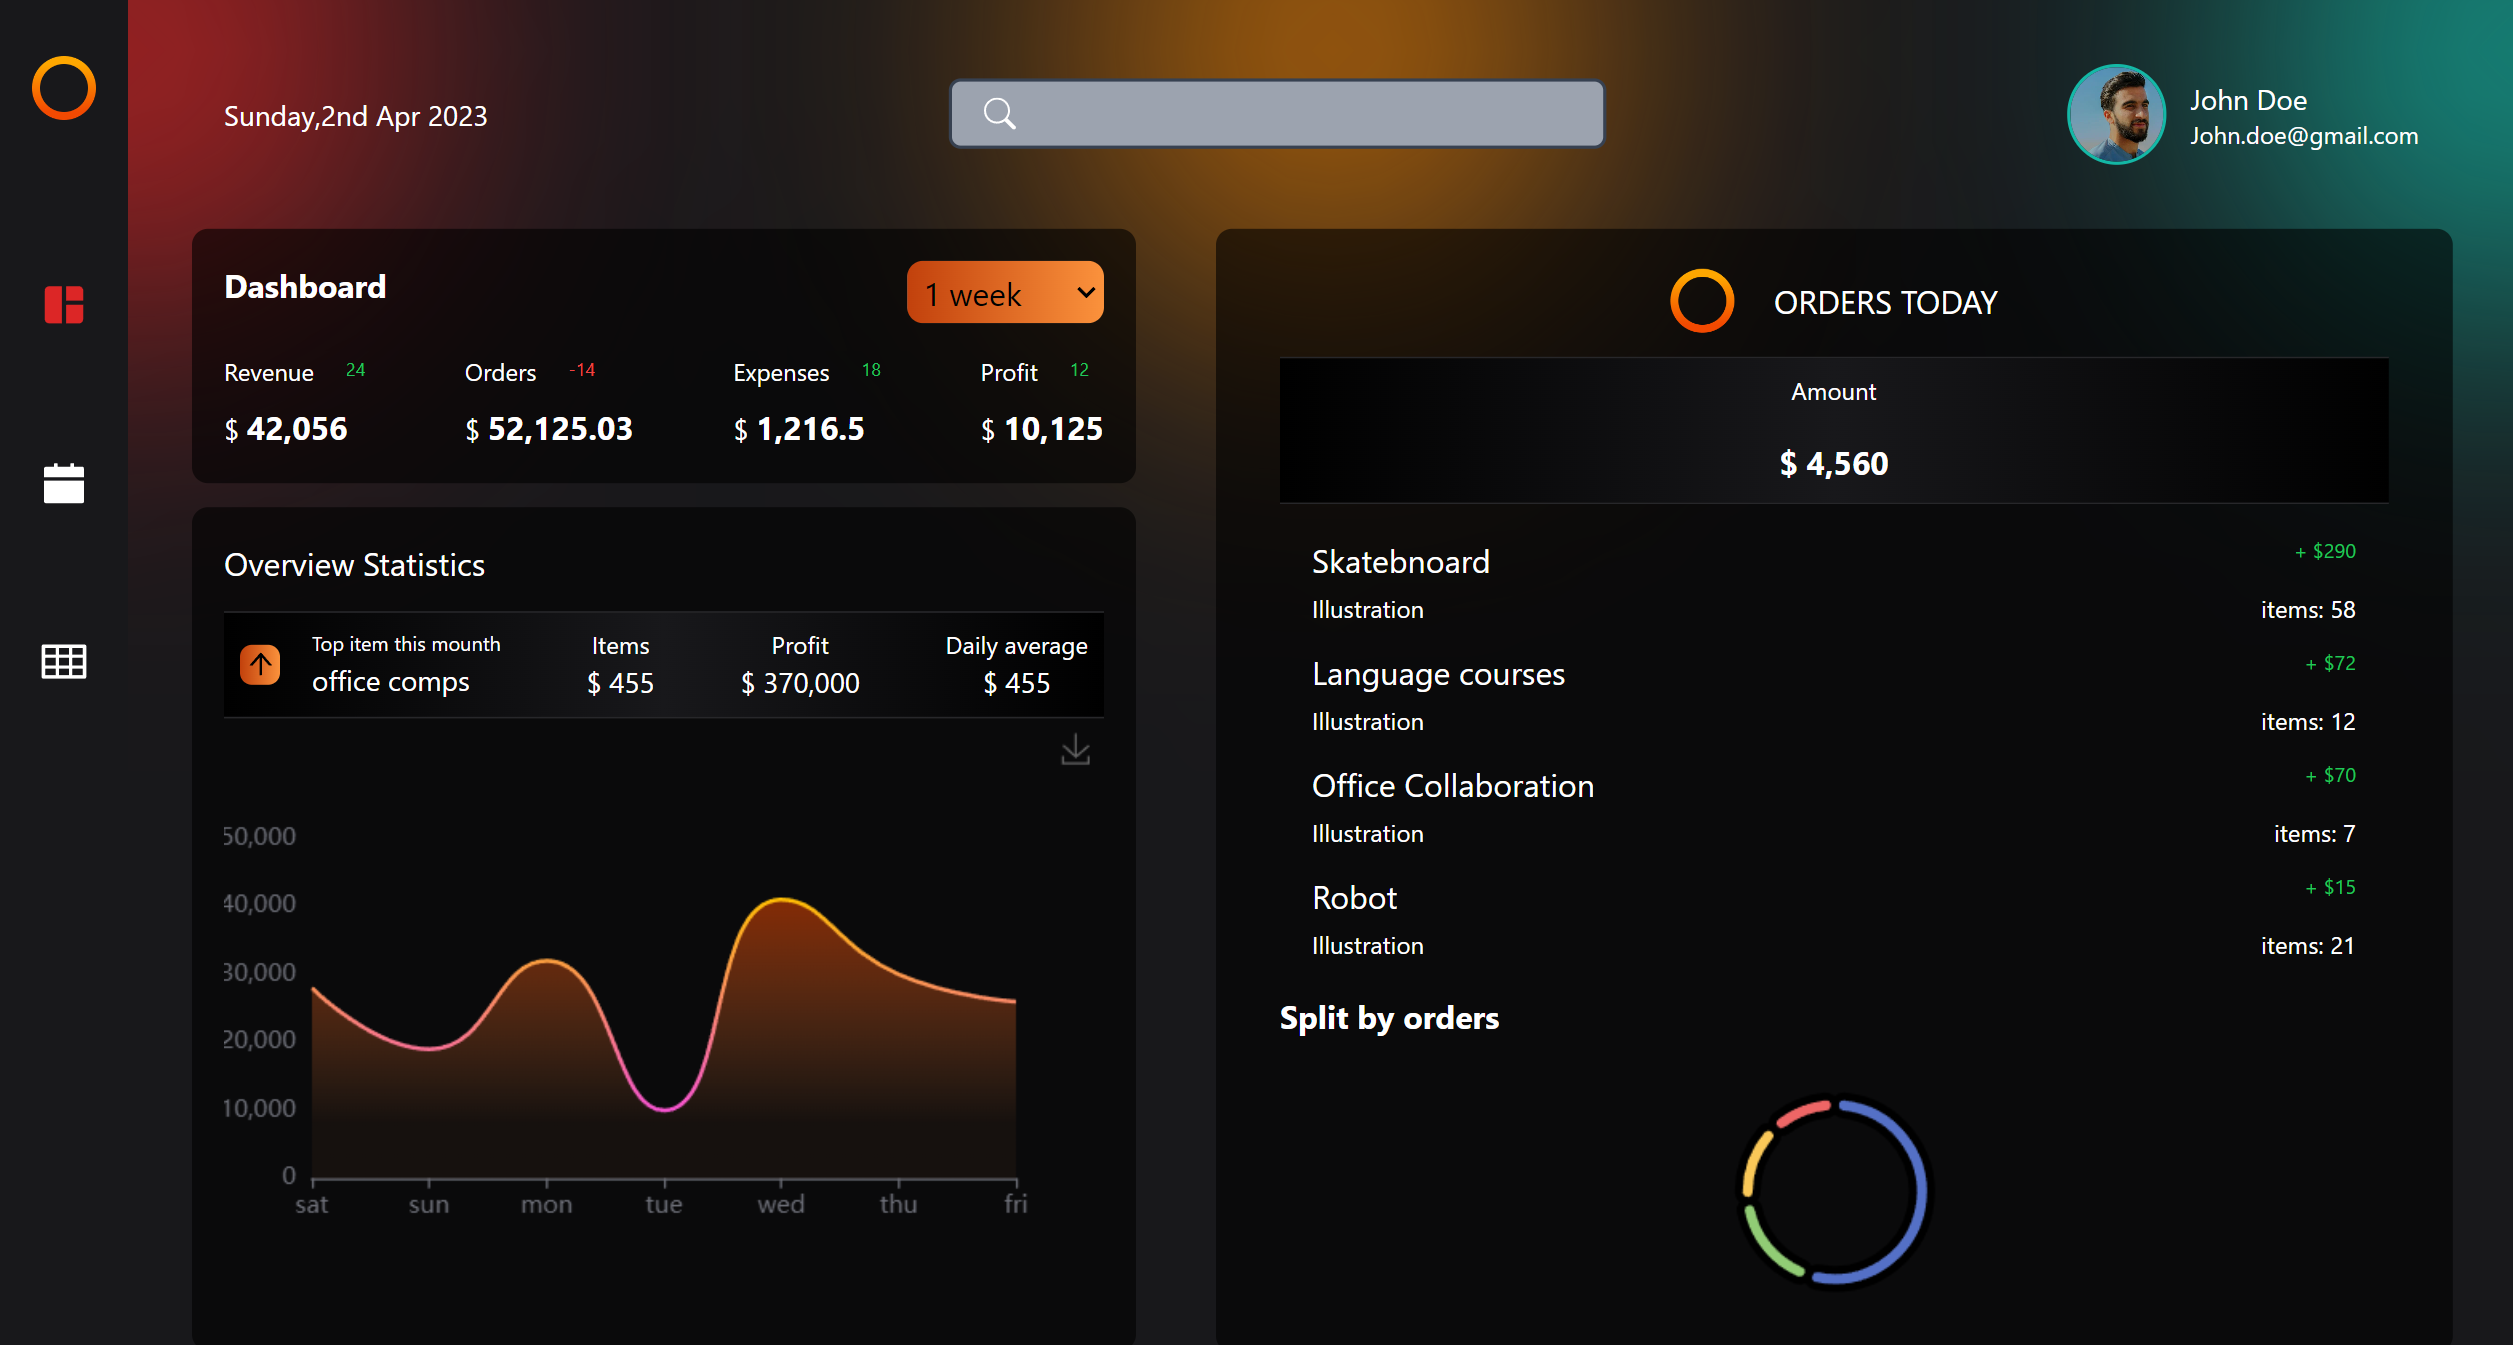 Sunday,2nd Apr 2023
John Doe
John.doe@gmail.com
Dashboard
1 week
Revenue 24
$ 42,056
Orders -14
$ 52,125.03
Expenses 18
$ 1,216.5
Profit 12
$ 10,125
Overview Statistics
Top item this mounth
office comps
Items
$ 455
Profit
$ 370,000
Daily average
$ 455
50,000
40,000
30,000
20,000
10,000
0
sat sun mon tue wed thu fri
ORDERS TODAY
Amount
$ 4,560
Skatebnoard + $290
Illustration items: 58
Language courses + $72
Illustration items: 12
Office Collaboration + $70
Illustration items: 7
Robot + $15
Illustration items: 21
Split by orders